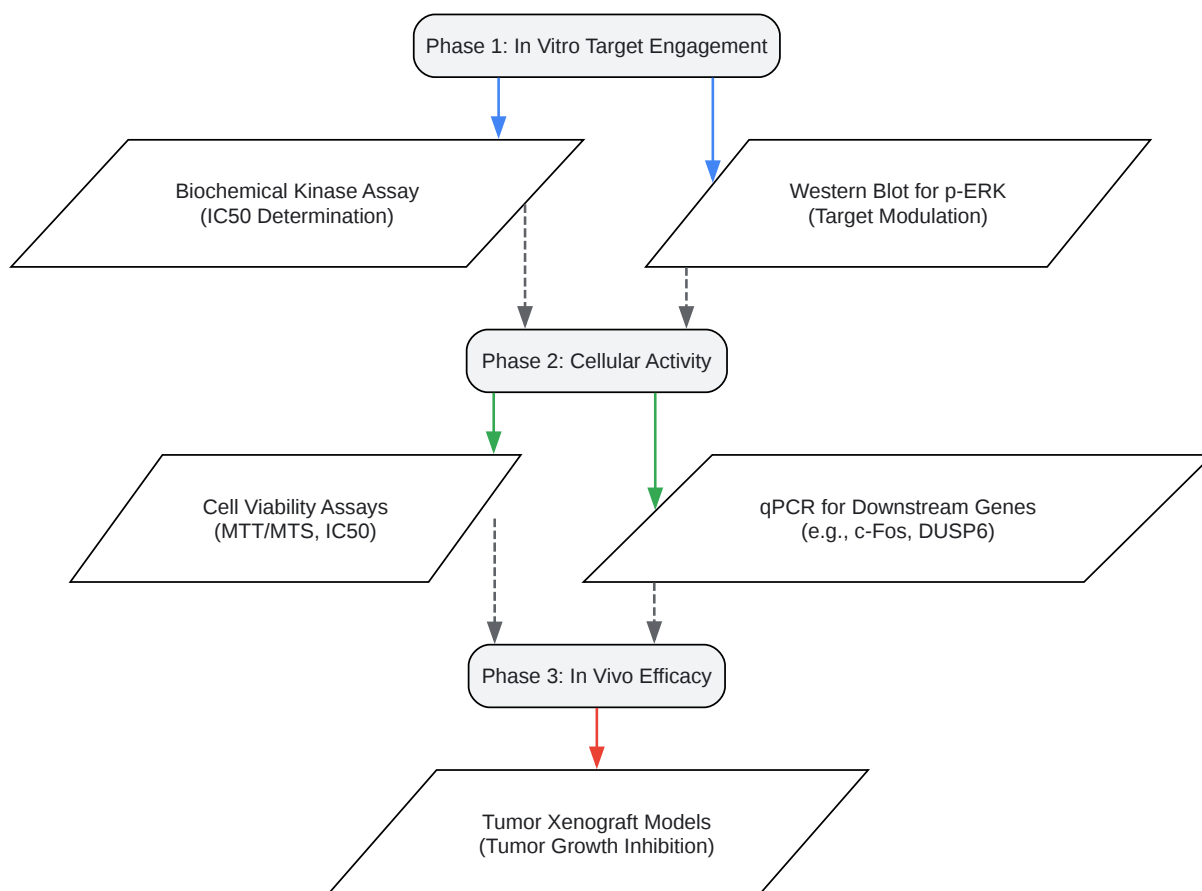 Phase 1: In Vitro Target Engagement
Biochemical Kinase Assay
(IC50 Determination)
Western Blot for p-ERK
(Target Modulation)
Phase 2: Cellular Activity
Cell Viability Assays
(MTT/MTS, IC50)
qPCR for Downstream Genes
(e.g., c-Fos, DUSP6)
Phase 3: In Vivo Efficacy
Tumor Xenograft Models
(Tumor Growth Inhibition)